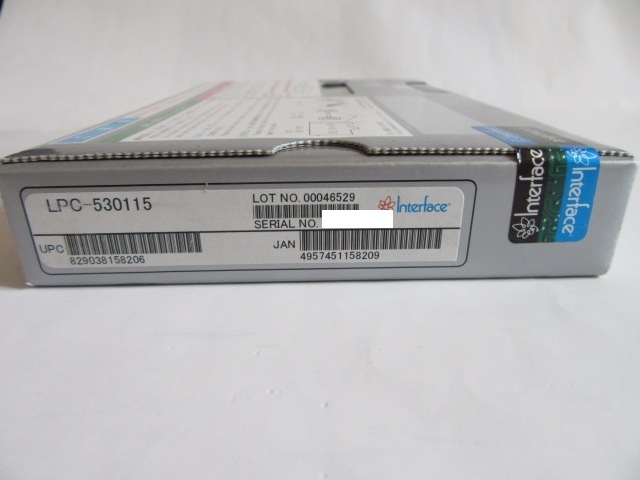 LPC-530115
LOT NO. 00046529
SERIAL NO.
Interface
UPC
829038158206
JAN
4957451158209
Interface
Interface